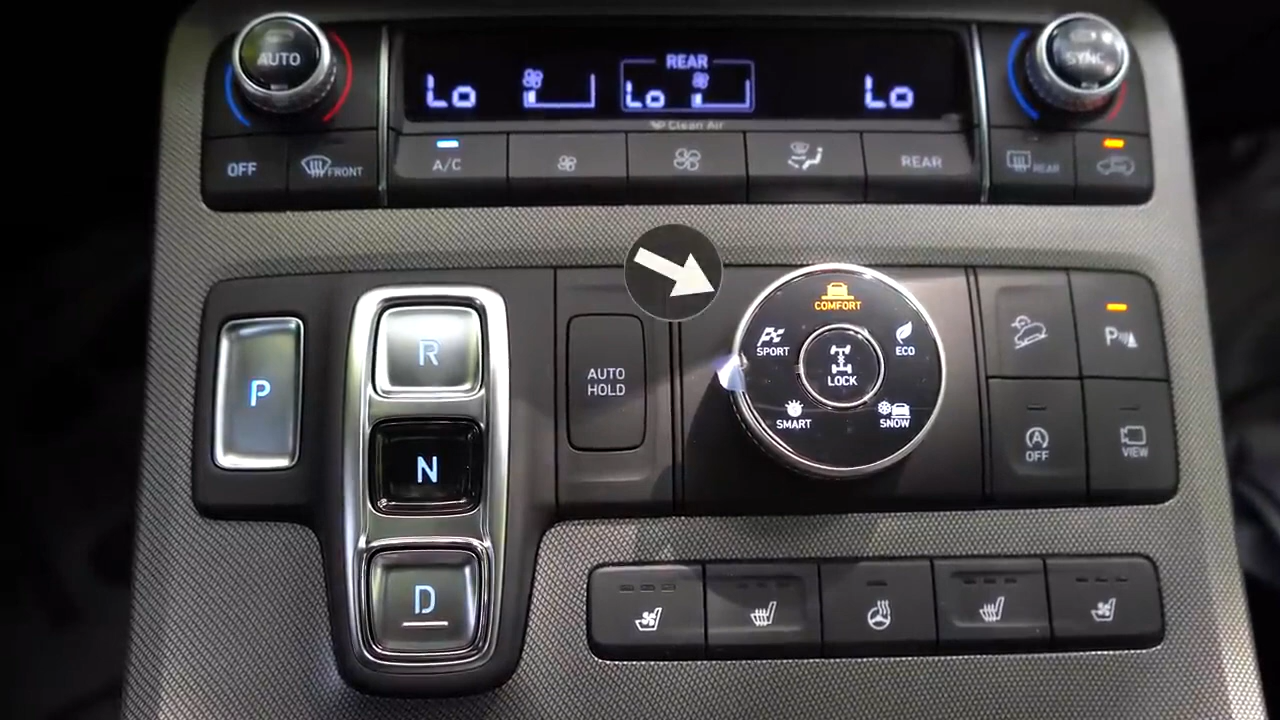 AUTO
SYNC
REAR
Lo
Lo
Lo
Clean Air
OFF
FRONT
A/C
REAR
REAR
COMFORT
SPORT
ECO
LOCK
SMART
SNOW
P
R
N
D
AUTO
HOLD
P
A
OFF
VIEW